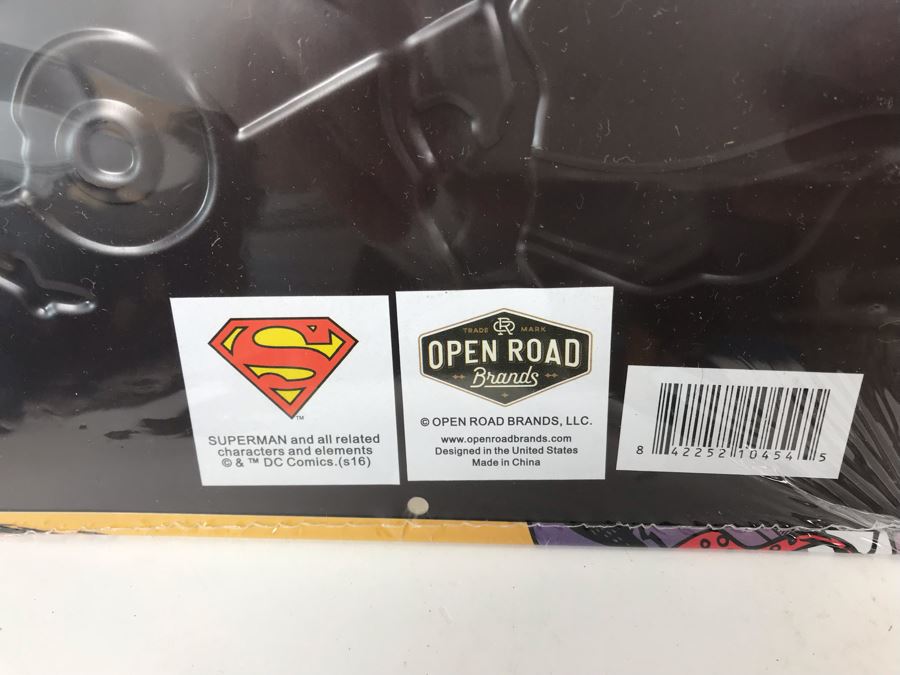 S
TM
SUPERMAN and all related
characters and elements
© & ™ DC Comics.(s16)
TRADE R MARK
OPEN ROAD
Brands
© OPEN ROAD BRANDS, LLC.
www.openroadbrands.com
Designed in the United States
Made in China
8 42252 10454 5